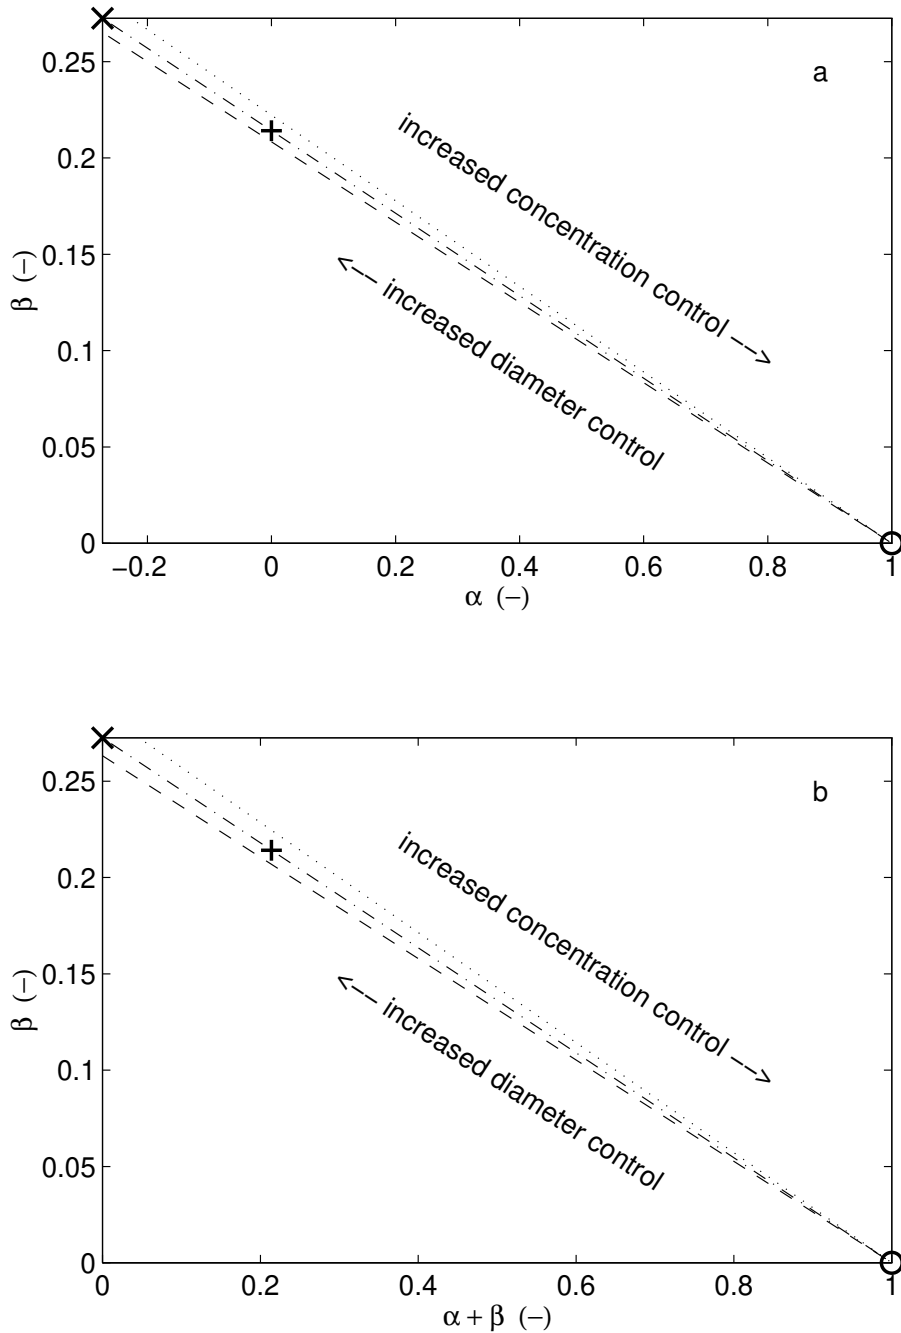 0.25
0.2
0.15
0.1
0.05
0
β (−)
a
increased concentration control
increased diameter control
−0.2 0 0.2 0.4 0.6 0.8 1
α (−)
0.25
0.2
0.15
0.1
0.05
0
β (−)
b
increased concentration control
increased diameter control
0 0.2 0.4 0.6 0.8 1
α + β (−)